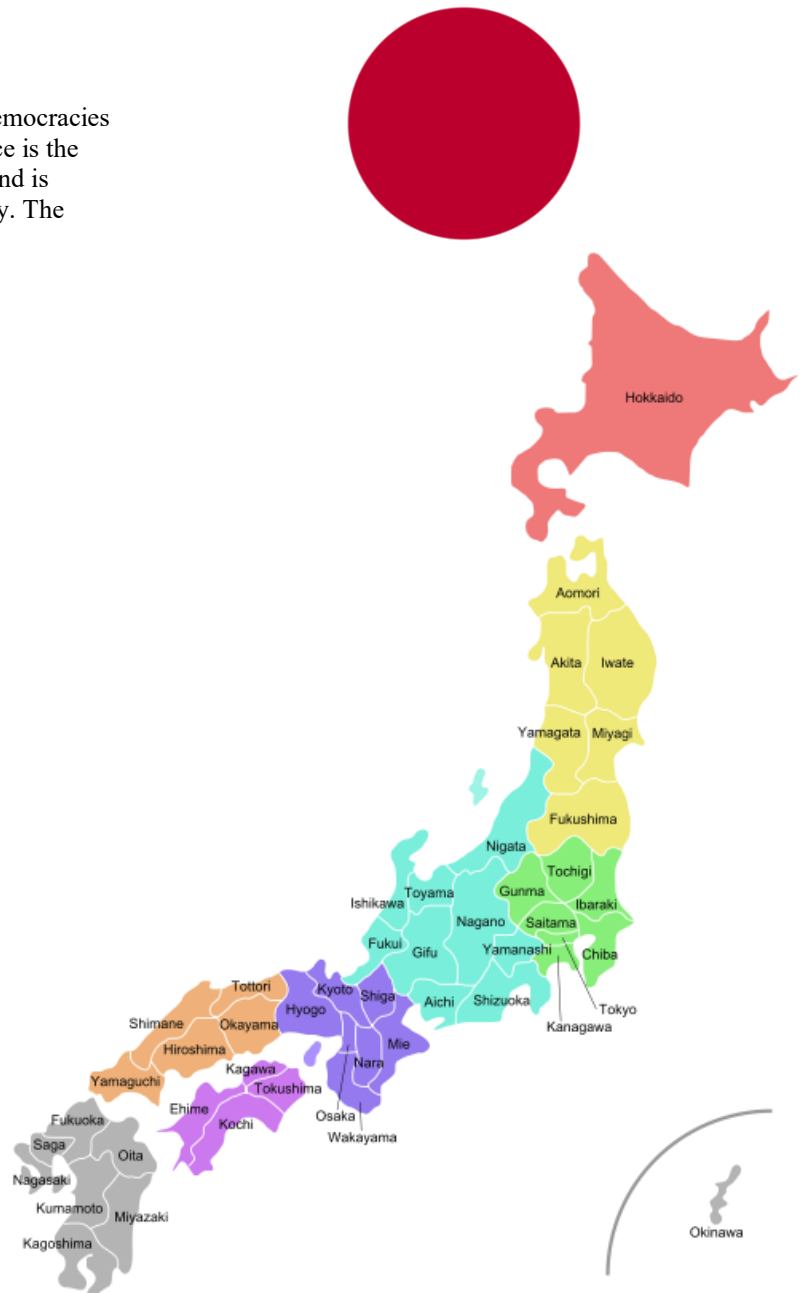 emocracies
ce is the
nd is
y. The
Hokkaido
Aomori
Akita
Iwate
Yamagata
Miyagi
Fukushima
Nigata
Tochigi
Gunma
Toyama
Ishikawa
Ibaraki
Nagano
Saitama
Fukui
Gifu
Yamanashi
Chiba
Tottori
Kyoto
Shiga
Aichi
Shizuoka
Hyogo
Tokyo
Shimane
Okayama
Kanagawa
Mie
Hiroshima
Nara
Kagawa
Yamaguchi
Tokushima
Ehime
Osaka
Fukuoka
Kochi
Wakayama
Saga
Oita
Nagasaki
Kumamoto
Miyazaki
Okinawa
Kagoshima